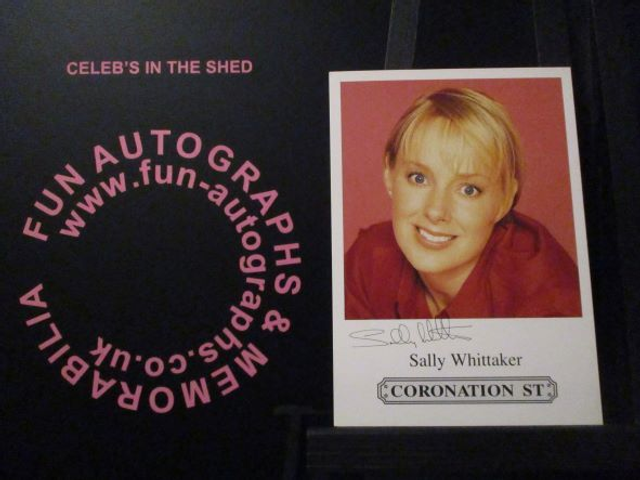 CELEB'S IN THE SHED
FUN AUTOGRAPHS & MEMORABILIA
www.fun-autographs.co.uk
Sally Whittaker
CORONATION ST.